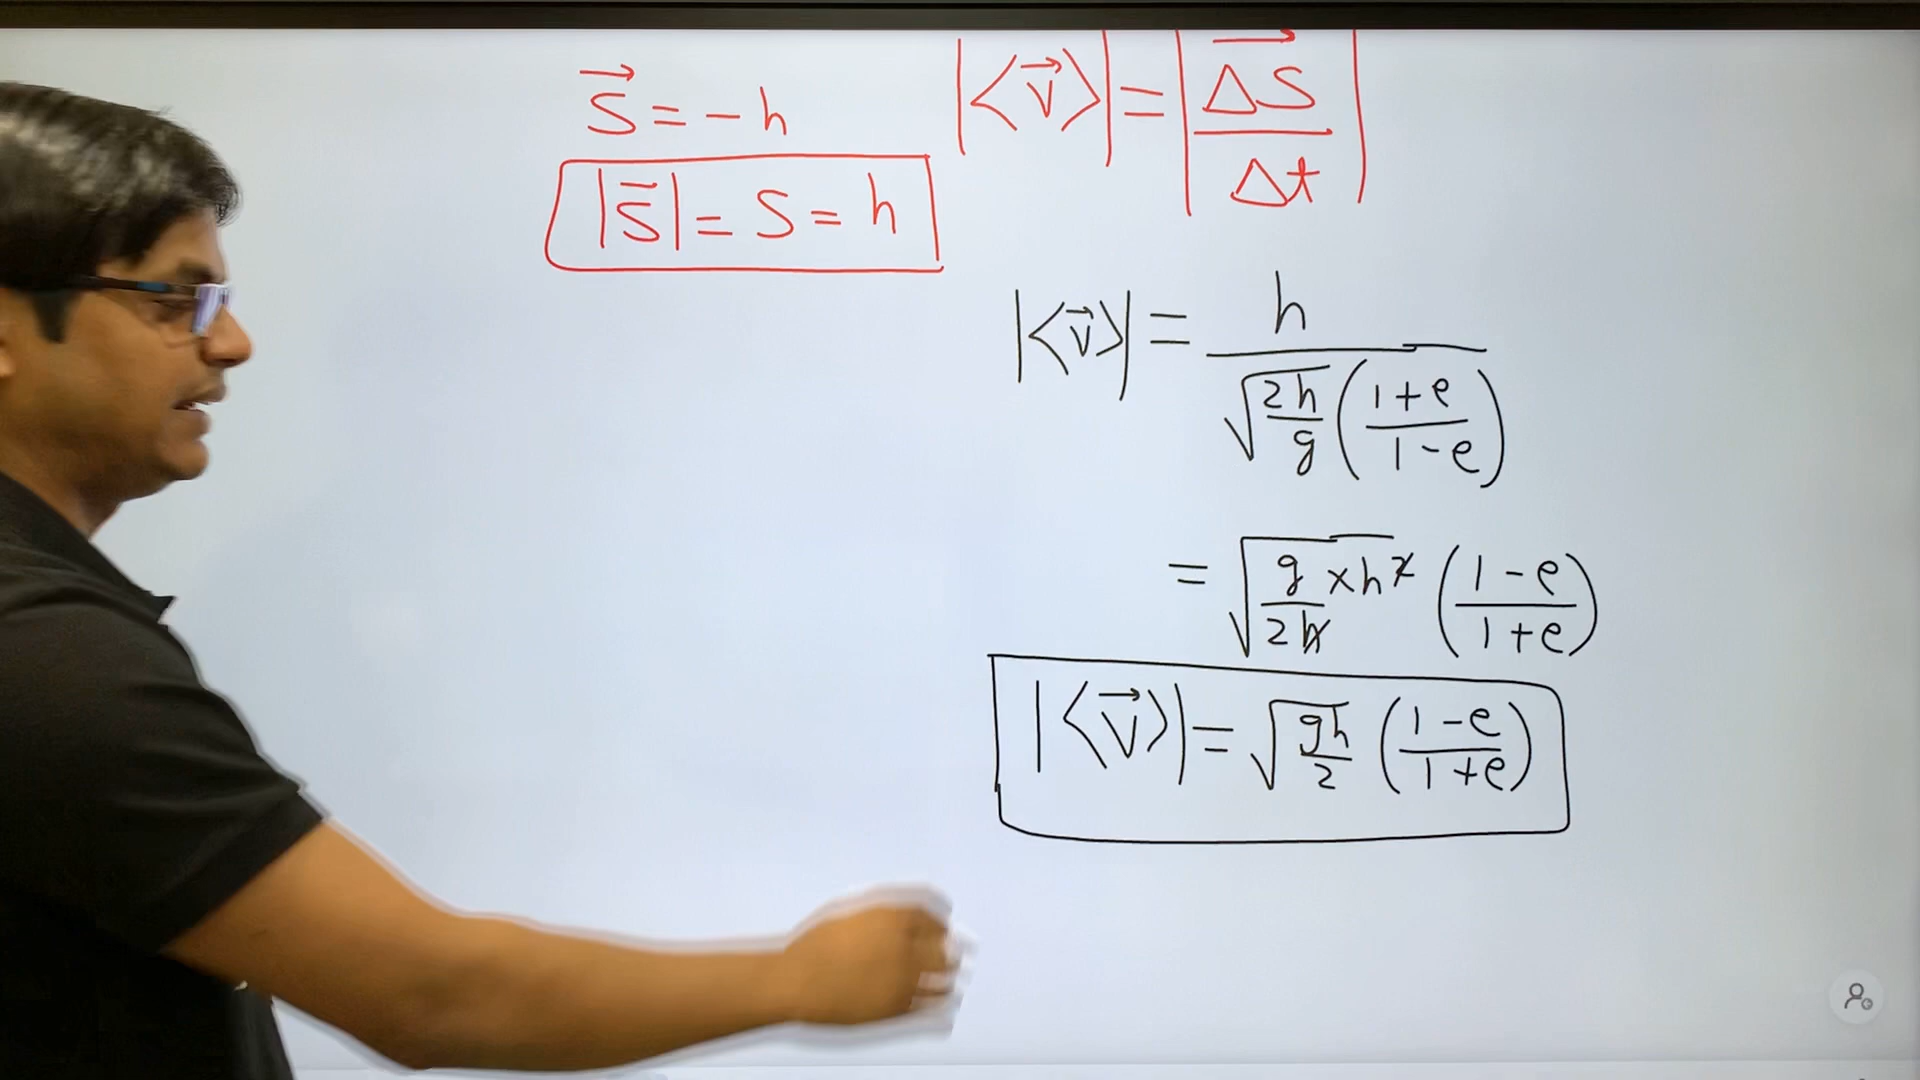 →S = -h
|S̅| = S = h
|⟨→v⟩| = |→ΔS / Δt|
|⟨→v⟩| = h / √(2h/g) ((1+e)/(1-e))
= √(g/2h × h²) ((1-e)/(1+e))
|⟨→V⟩| = √(gh/2) ((1-e)/(1+e))